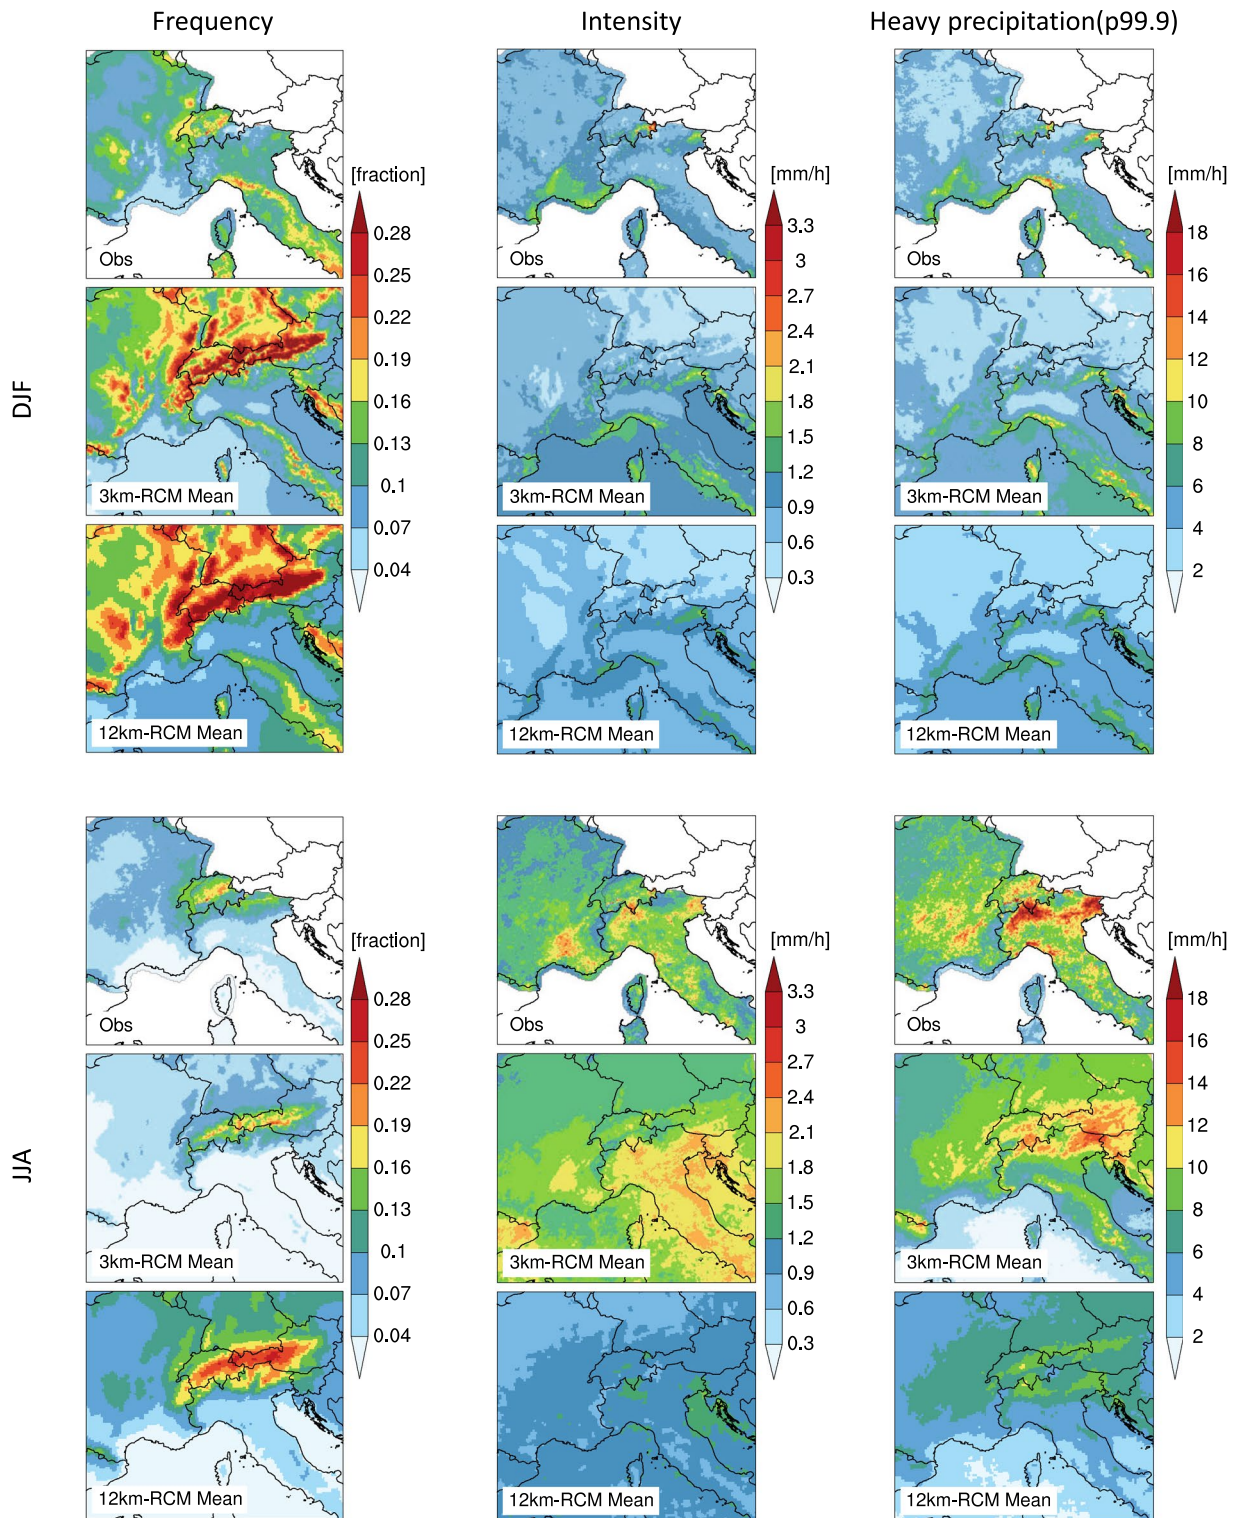 Frequency
Intensity
Heavy precipitation(p99.9)
DJF
Obs
[fraction]
0.28
0.25
0.22
0.19
0.16
0.13
0.1
0.07
0.04
3km-RCM Mean
12km-RCM Mean
Obs
[mm/h]
3.3
3
2.7
2.4
2.1
1.8
1.5
1.2
0.9
0.6
0.3
3km-RCM Mean
12km-RCM Mean
Obs
[mm/h]
18
16
14
12
10
8
6
4
2
3km-RCM Mean
12km-RCM Mean
JJA
Obs
[fraction]
0.28
0.25
0.22
0.19
0.16
0.13
0.1
0.07
0.04
3km-RCM Mean
12km-RCM Mean
Obs
[mm/h]
3.3
3
2.7
2.4
2.1
1.8
1.5
1.2
0.9
0.6
0.3
3km-RCM Mean
12km-RCM Mean
Obs
[mm/h]
18
16
14
12
10
8
6
4
2
3km-RCM Mean
12km-RCM Mean